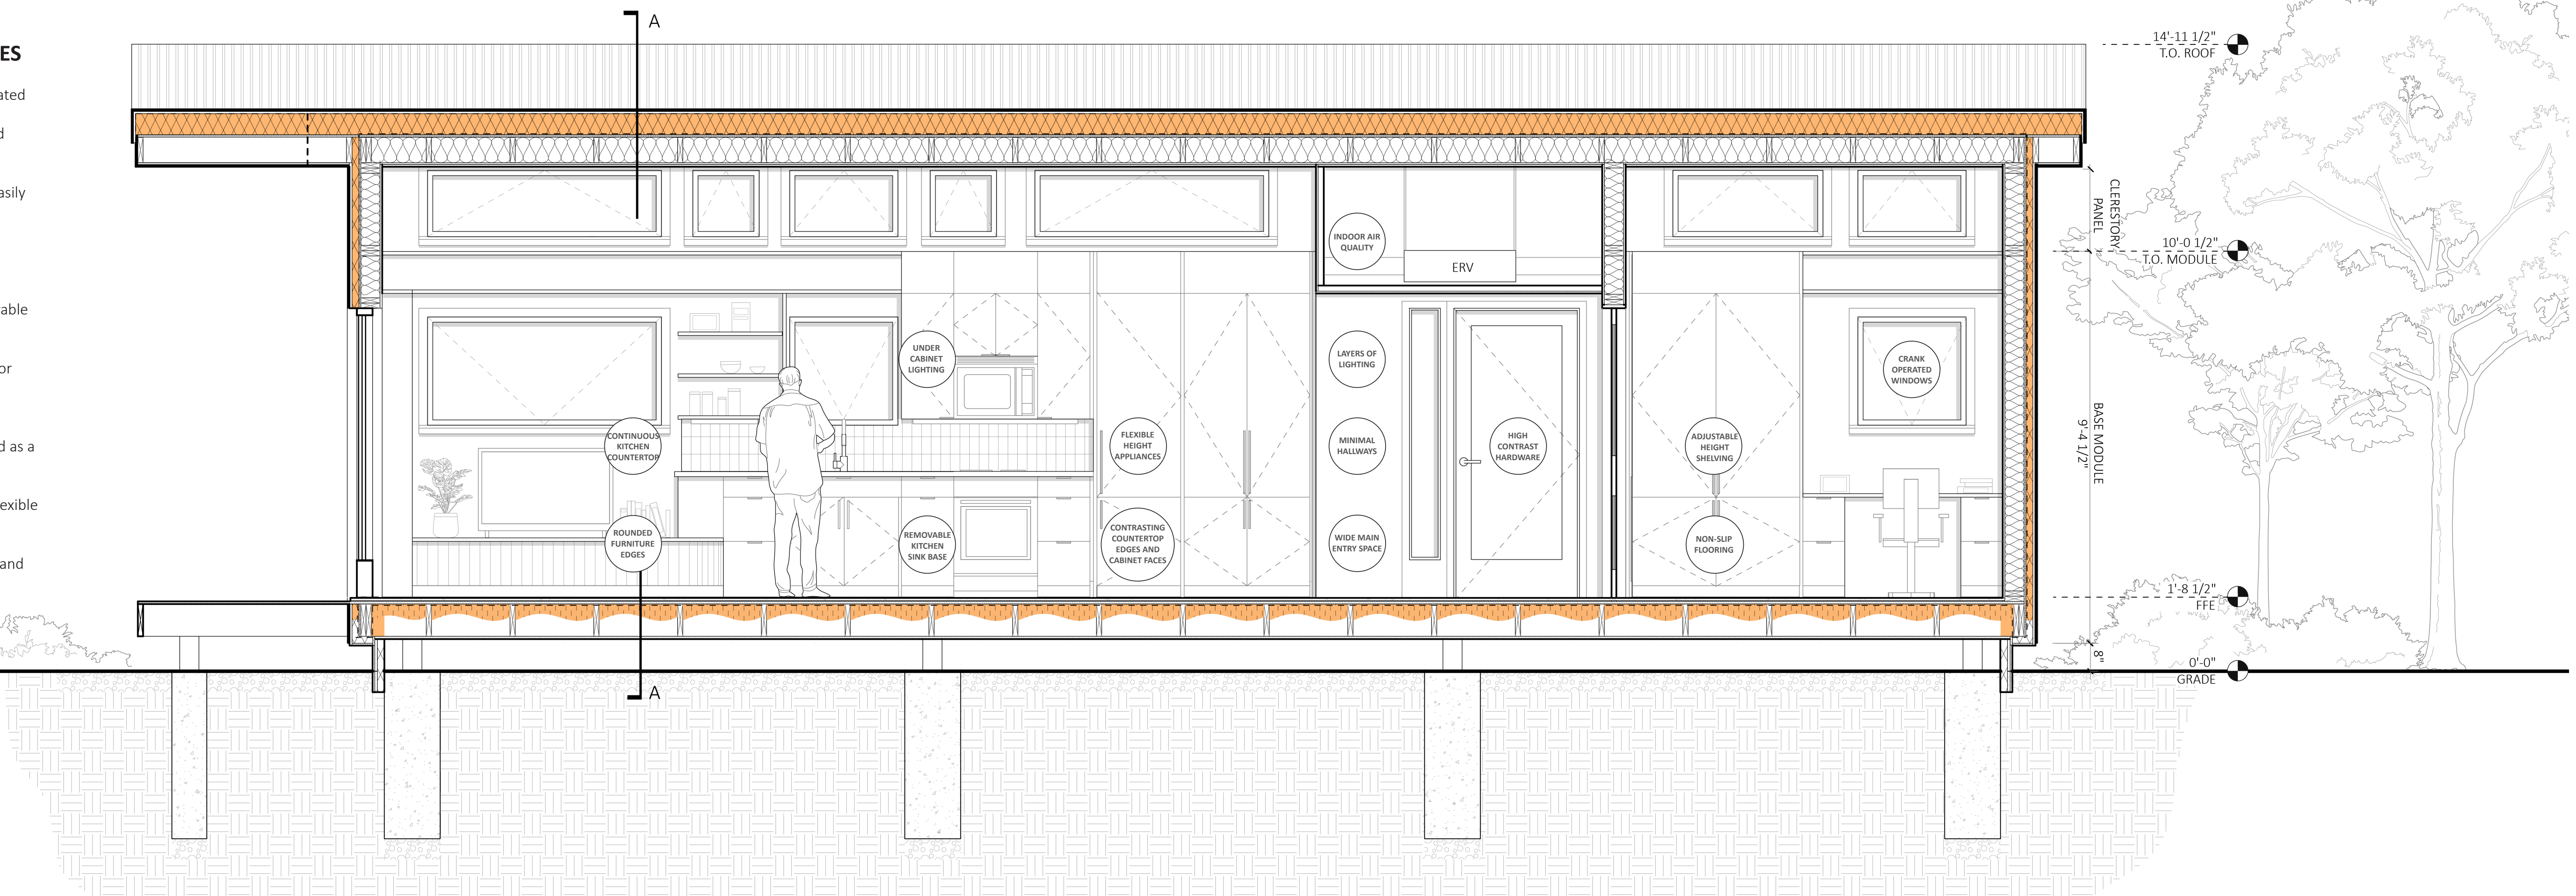 ES
A
14'-11 1/2"
T.O. ROOF
CLERESTORY
PANEL
10'-0 1/2"
T.O. MODULE
INDOOR AIR
QUALITY
ERV
UNDER
CABINET
LIGHTING
LAYERS OF
LIGHTING
CRANK
OPERATED
WINDOWS
CONTINUOUS
KITCHEN
COUNTERTOP
FLEXIBLE
HEIGHT
APPLIANCES
MINIMAL
HALLWAYS
HIGH
CONTRAST
HARDWARE
ADJUSTABLE
HEIGHT
SHELVING
BASE MODULE
9'-4 1/2"
ROUNDED
FURNITURE
EDGES
REMOVABLE
KITCHEN
SINK BASE
CONTRASTING
COUNTERTOP
EDGES AND
CABINET FACES
WIDE MAIN
ENTRY SPACE
NON-SLIP
FLOORING
1'-8 1/2"
FFE
8"
0'-0"
GRADE
A
or
d as a
and